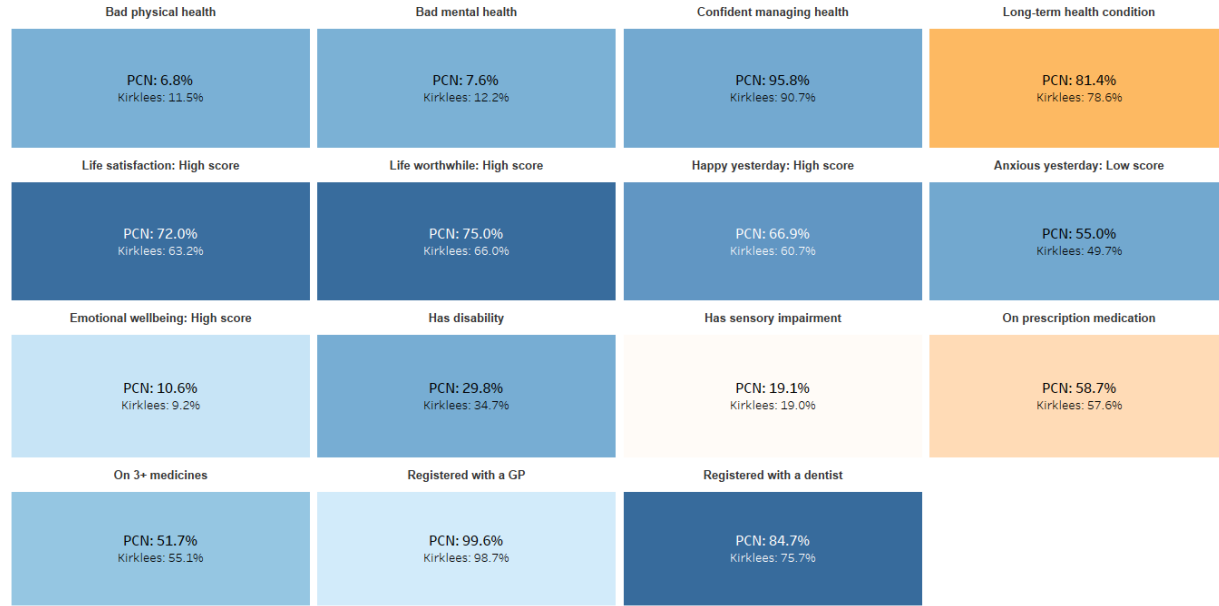 Bad physical health
Bad mental health
Confident managing health
Long-term health condition
PCN: 6.8%
Kirklees: 11.5%
PCN: 7.6%
Kirklees: 12.2%
PCN: 95.8%
Kirklees: 90.7%
PCN: 81.4%
Kirklees: 78.6%
Life satisfaction: High score
Life worthwhile: High score
Happy yesterday: High score
Anxious yesterday: Low score
PCN: 72.0%
Kirklees: 63.2%
PCN: 75.0%
Kirklees: 66.0%
PCN: 66.9%
Kirklees: 60.7%
PCN: 55.0%
Kirklees: 49.7%
Emotional wellbeing: High score
Has disability
Has sensory impairment
On prescription medication
PCN: 10.6%
Kirklees: 9.2%
PCN: 29.8%
Kirklees: 34.7%
PCN: 19.1%
Kirklees: 19.0%
PCN: 58.7%
Kirklees: 57.6%
On 3+ medicines
Registered with a GP
Registered with a dentist
PCN: 51.7%
Kirklees: 55.1%
PCN: 99.6%
Kirklees: 98.7%
PCN: 84.7%
Kirklees: 75.7%